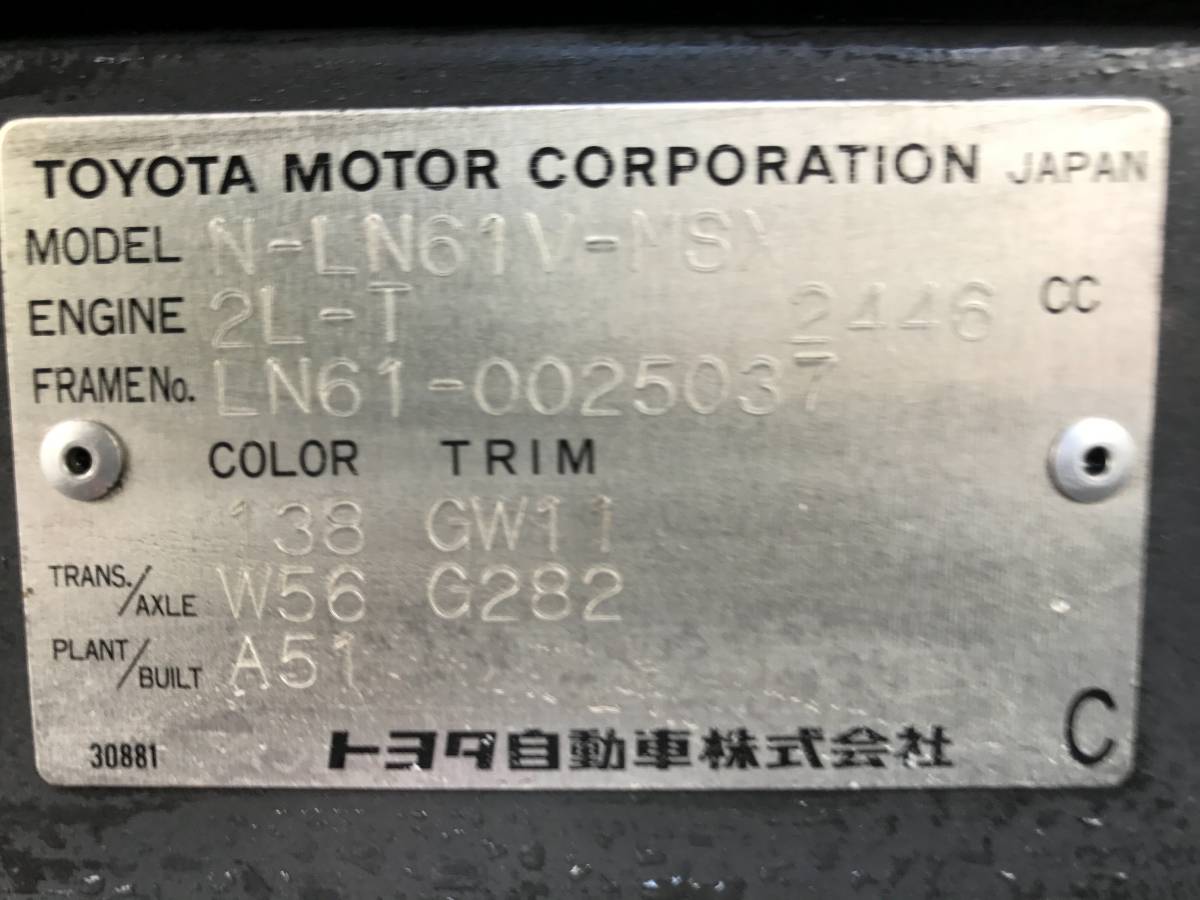 TOYOTA MOTOR CORPORATION JAPAN
MODEL N-LN61V-MSX
ENGINE 2L-T 2446 CC
FRAME No. LN61-0025037
COLOR TRIM
138 GW11
TRANS./AXLE W56 G282
PLANT/BUILT A51
30881 トヨタ自動車株式会社 C